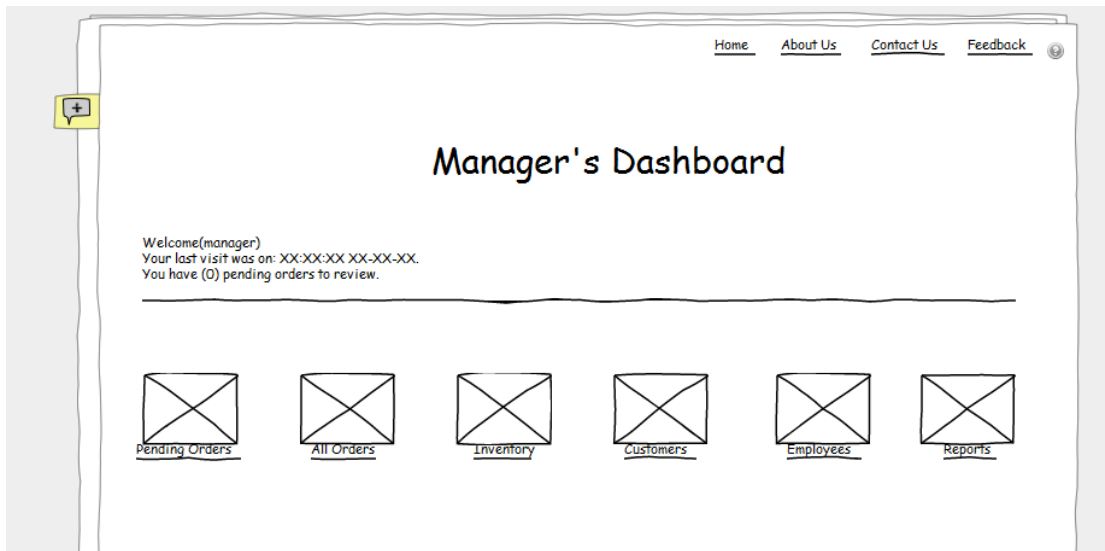 Home About Us Contact Us Feedback
Manager's Dashboard
Welcome(manager)
Your last visit was on: XX:XX:XX XX-XX-XX.
You have (0) pending orders to review.
Pending Orders All Orders Inventory Customers Employees Reports